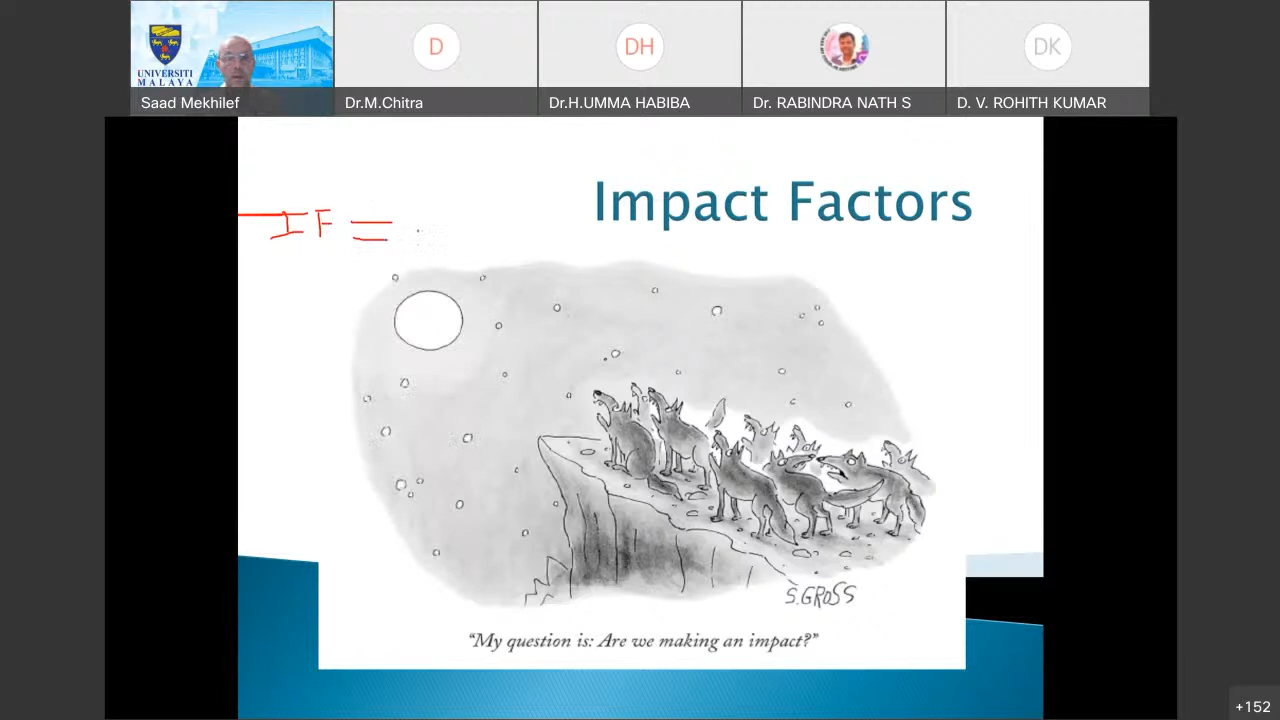 UNIVERSITI
MALAYA
D
DH
DK
Saad Mekhilef
Dr.M.Chitra
Dr.H.UMMA HABIBA
Dr. RABINDRA NATH S
D. V. ROHITH KUMAR
Impact Factors
IF =
S.GROSS
“My question is: Are we making an impact?”
+152